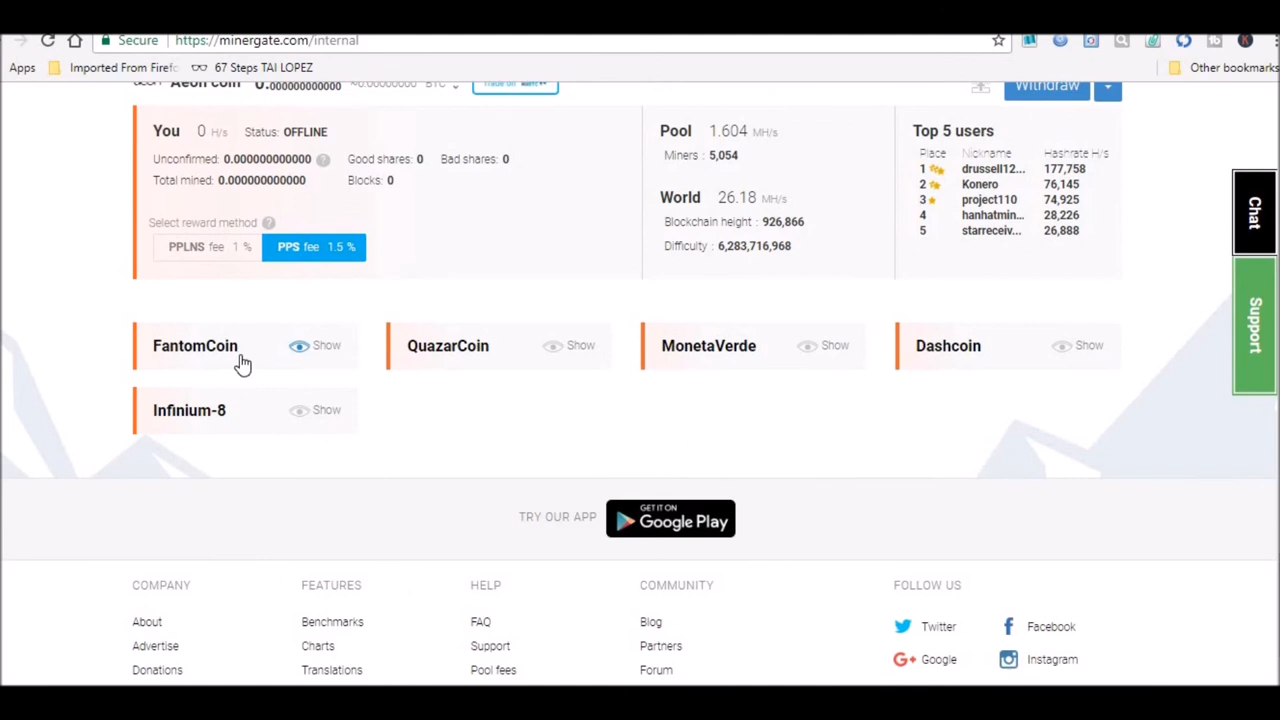 Secure https://minergate.com/internal
Apps Imported From Firefo 67 Steps TAI LOPEZ Other bookmarks
Aeon coin 0.000000000000 ≈0.00000000 BTC Withdraw
You 0 H/s Status: OFFLINE
Unconfirmed: 0.000000000000 ? Good shares: 0 Bad shares: 0
Total mined: 0.000000000000 Blocks: 0
Select reward method ?
PPLNS fee 1 % PPS fee 1.5 %
Pool 1.604 MH/s
Miners: 5,054
World 26.18 MH/s
Blockchain height: 926,866
Difficulty: 6,283,716,968
Top 5 users
Place Nickname Hashrate H/s
1 drussell12... 177,758
2 Konero 76,145
3 project110 74,925
4 hanhatmin... 28,226
5 starreceiv... 26,888
Chat
Support
FantomCoin Show
QuazarCoin Show
MonetaVerde Show
Dashcoin Show
Infinium-8 Show
TRY OUR APP
GET IT ON
Google Play
COMPANY
About
Advertise
Donations
FEATURES
Benchmarks
Charts
Translations
HELP
FAQ
Support
Pool fees
COMMUNITY
Blog
Partners
Forum
FOLLOW US
Twitter Facebook
Google Instagram